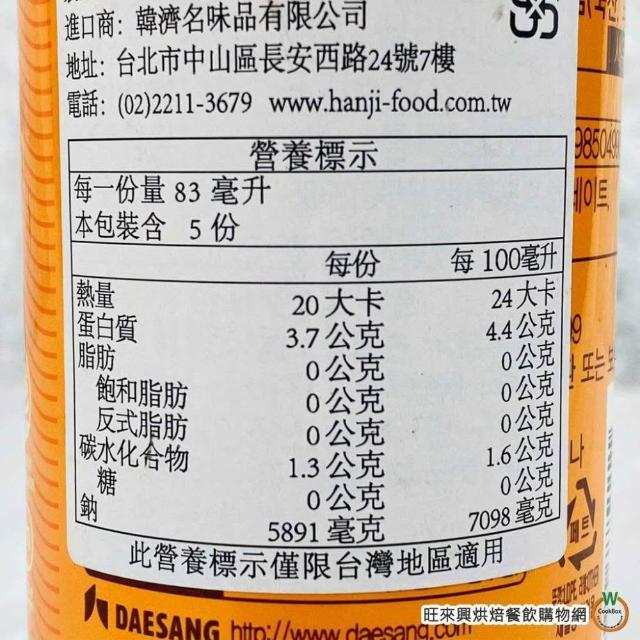 進口商: 韓濟名味品有限公司
地址: 台北市中山區長安西路24號7樓
電話: (02)2211-3679 www.hanji-food.com.tw
營養標示
每一份量 83 毫升
本包裝含 5 份
每份 每 100毫升
熱量 20 大卡 24 大卡
蛋白質 3.7 公克 4.4 公克
脂肪 0 公克 0 公克
飽和脂肪 0 公克 0 公克
反式脂肪 0 公克 0 公克
碳水化合物 1.3 公克 1.6 公克
糖 0 公克 0 公克
鈉 5891 毫克 7098 毫克
此營養標示僅限台灣地區適用
DAESANG http://www.daesang.com
페트
旺來興烘焙餐飲購物網
W
CookBox